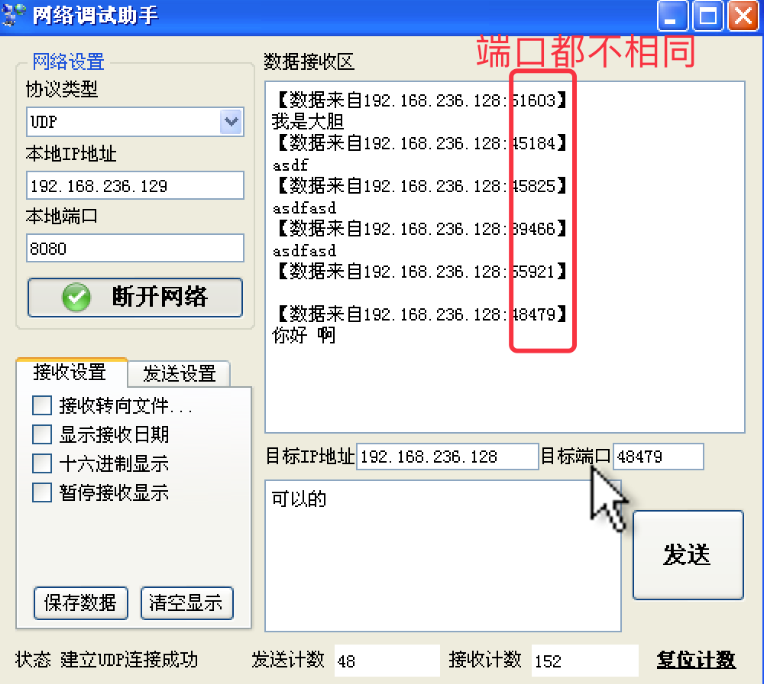 网络调试助手
端口都不相同
网络设置
协议类型
UDP
本地IP地址
192.168.236.129
本地端口
8080
断开网络
数据接收区
【数据来自192.168.236.128:51603】
我是大胆
【数据来自192.168.236.128:45184】
asdf
【数据来自192.168.236.128:45825】
asdfasd
【数据来自192.168.236.128:39466】
asdfasd
【数据来自192.168.236.128:55921】
【数据来自192.168.236.128:48479】
你好 啊
接收设置
发送设置
接收转向文件...
显示接收日期
十六进制显示
暂停接收显示
保存数据
清空显示
目标IP地址
192.168.236.128
目标端口
48479
可以的
发送
状态 建立UDP连接成功
发送计数
48
接收计数
152
复位计数